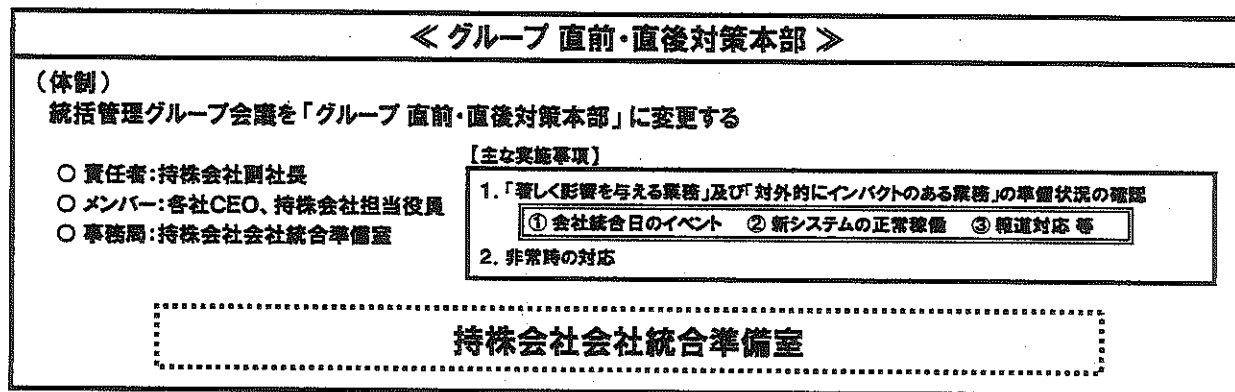 ≪ グループ 直前・直後対策本部 ≫
（体制）
統括管理グループ会議を「グループ 直前・直後対策本部」に変更する
○ 責任者：持株会社副社長
○ メンバー：各社CEO、持株会社担当役員
○ 事務局：持株会社会社統合準備室
【主な実施事項】
1．「著しく影響を与える業務」及び「対外的にインパクトのある業務」の準備状況の確認
① 会社統合日のイベント　② 新システムの正常稼働　③ 報道対応 等
2．非常時の対応
持株会社会社統合準備室